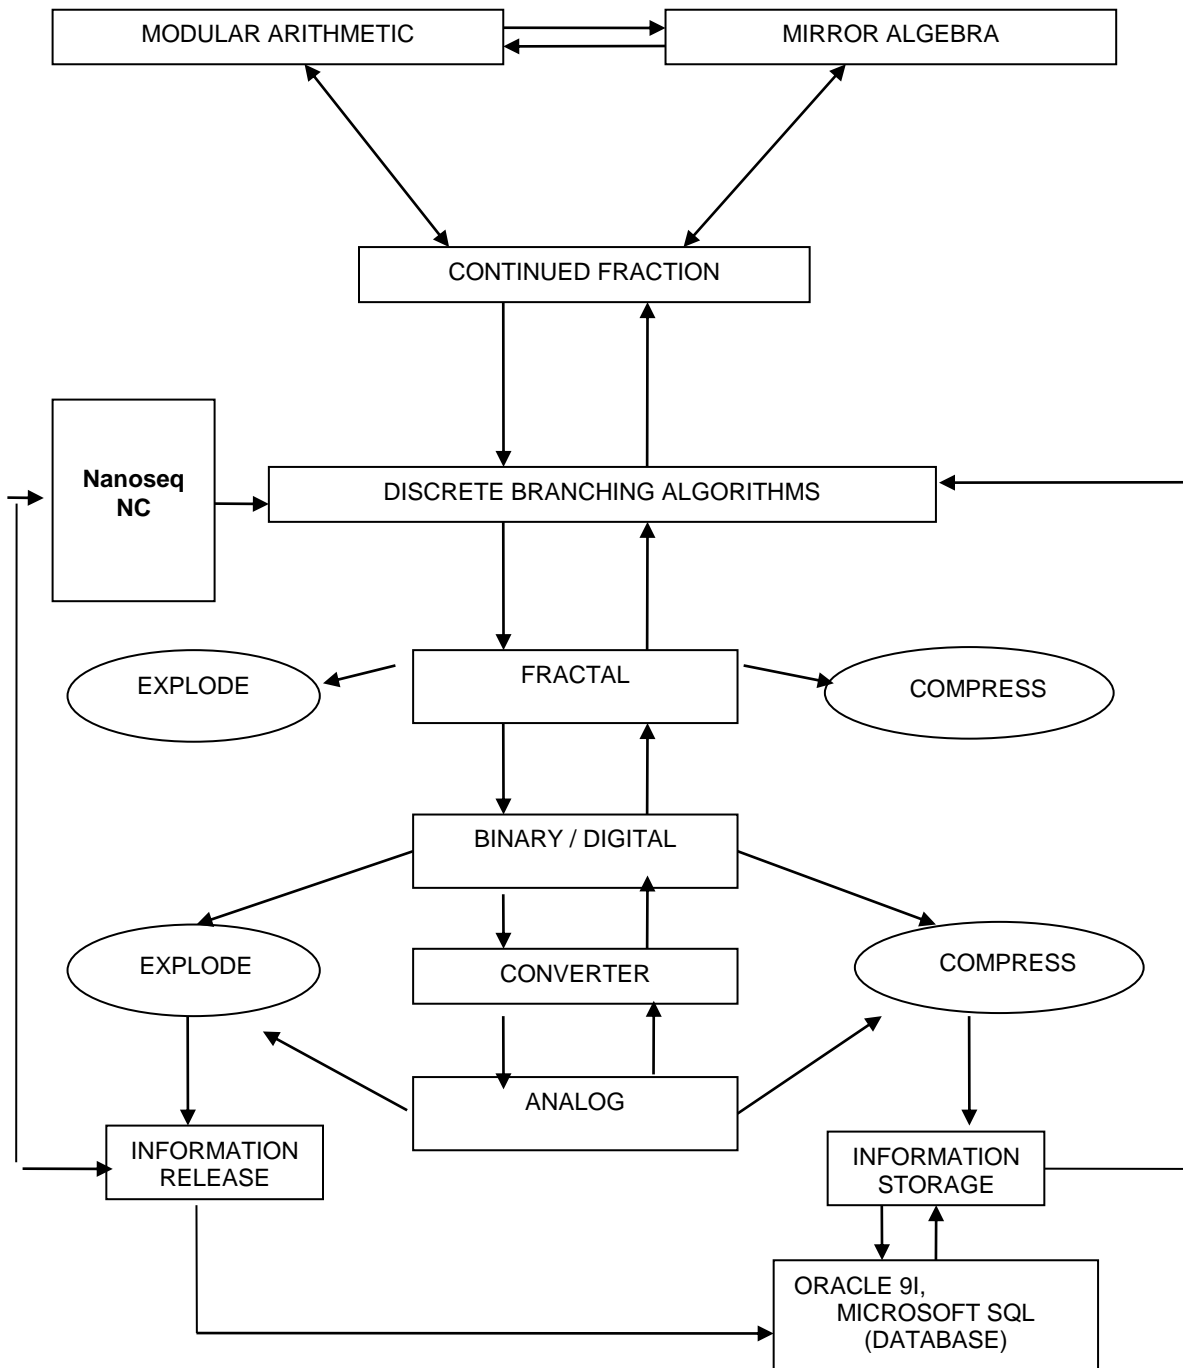 MODULAR ARITHMETIC
MIRROR ALGEBRA
CONTINUED FRACTION
Nanoseq
NC
DISCRETE BRANCHING ALGORITHMS
EXPLODE
FRACTAL
COMPRESS
BINARY / DIGITAL
EXPLODE
CONVERTER
COMPRESS
ANALOG
INFORMATION
RELEASE
INFORMATION
STORAGE
ORACLE 9I,
MICROSOFT SQL
(DATABASE)